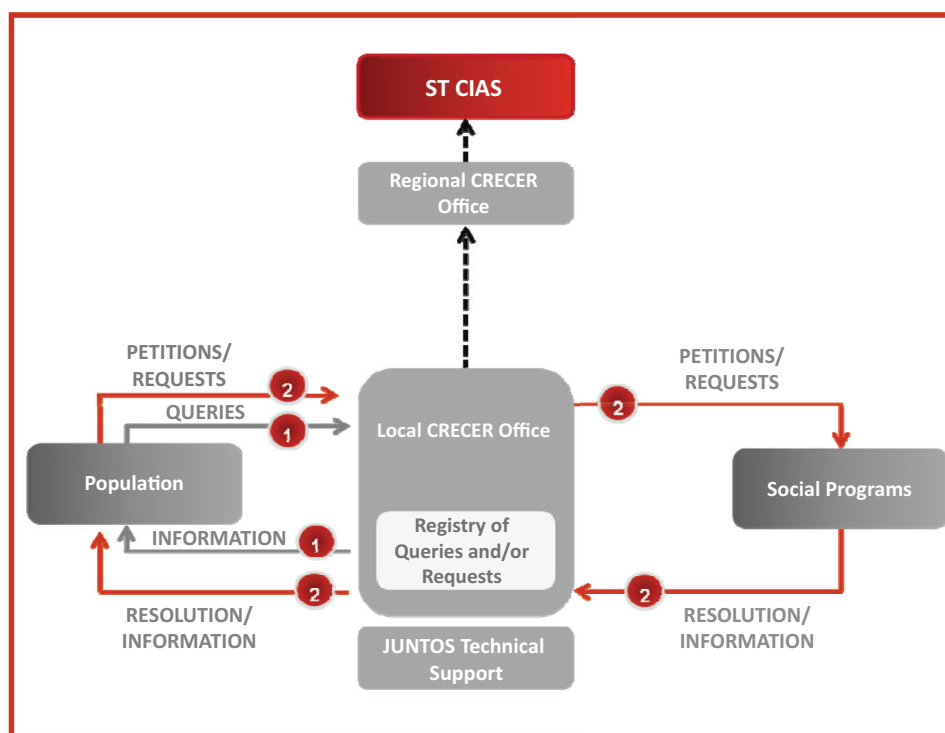 ST CIAS
Regional CRECER
Office
PETITIONS/
REQUESTS
2
QUERIES
1
Population
INFORMATION
1
2
RESOLUTION/
INFORMATION
Local CRECER Office
Registry of
Queries and/or
Requests
JUNTOS Technical
Support
PETITIONS/
REQUESTS
2
Social Programs
2
RESOLUTION/
INFORMATION